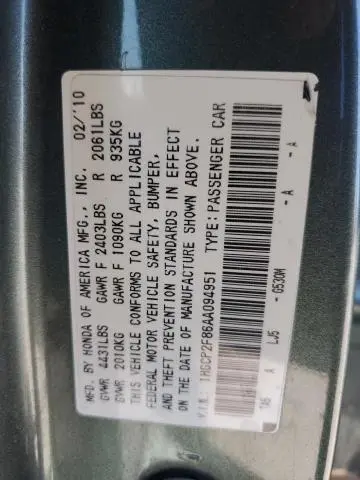 MFD. BY HONDA OF AMERICA MFG., INC. 02/'10
GVWR 4431LBS GAWR F 2403LBS R 2061LBS
GVWR 2010KG GAWR F 1090KG R 935KG
THIS VEHICLE CONFORMS TO ALL APPLICABLE
FEDERAL MOTOR VEHICLE SAFETY, BUMPER,
AND THEFT PREVENTION STANDARDS IN EFFECT
ON THE DATE OF MANUFACTURE SHOWN ABOVE.
V.I.N. 1HGCP2F86AA094951 TYPE:PASSENGER CAR
A LJ5 - G530M - A - A